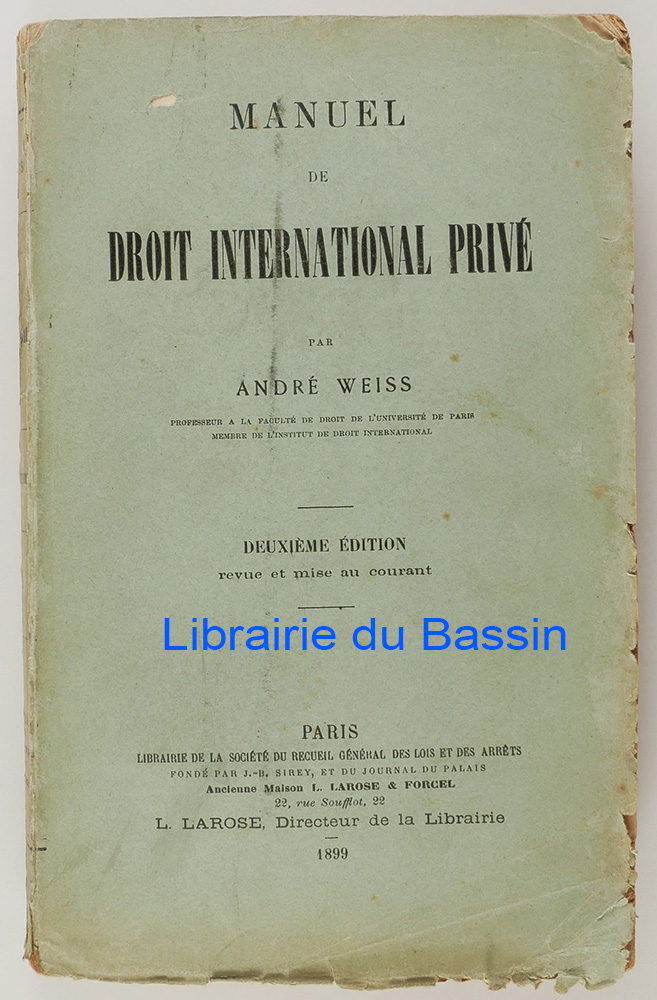 MANUEL
DE
DROIT INTERNATIONAL PRIVÉ
PAR
ANDRÉ WEISS
PROFESSEUR A LA FACULTÉ DE DROIT DE L'UNIVERSITÉ DE PARIS
MEMBRE DE L'INSTITUT DE DROIT INTERNATIONAL
DEUXIÈME ÉDITION
revue et mise au courant
Librairie du Bassin
PARIS
LIBRAIRIE DE LA SOCIÉTÉ DU RECUEIL GÉNÉRAL DES LOIS ET DES ARRÊTS
FONDÉ PAR J.-B. SIREY, ET DU JOURNAL DU PALAIS
Ancienne Maison L. LAROSE & FORCEL
22, rue Soufflot, 22
L. LAROSE, Directeur de la Librairie
1899